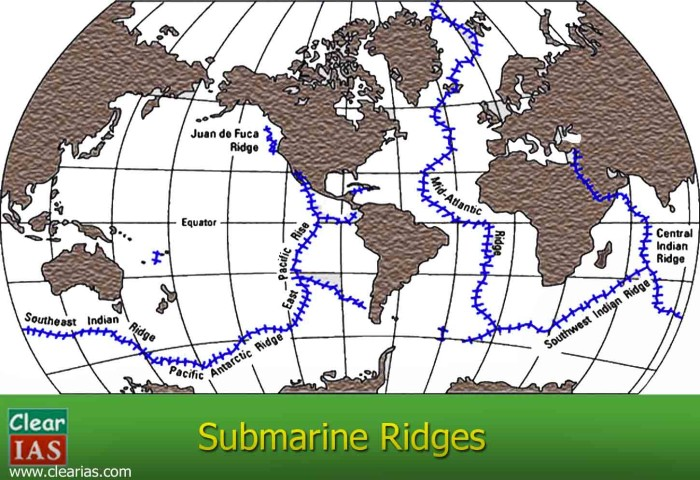 Juan de Fuca
Ridge
Equator
East Pacific Rise
Mid-Atlantic
Ridge
Central
Indian
Ridge
Southwest Indian Ridge
Southeast Indian Ridge
Pacific Antarctic Ridge
Clear
IAS
www.clearias.com
Submarine Ridges